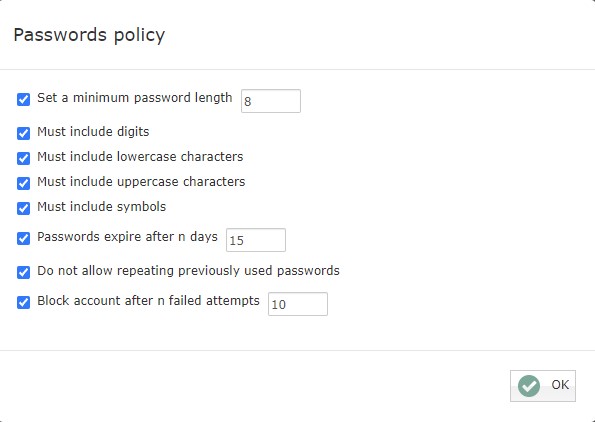 Passwords policy
Set a minimum password length 8
Must include digits
Must include lowercase characters
Must include uppercase characters
Must include symbols
Passwords expire after n days 15
Do not allow repeating previously used passwords
Block account after n failed attempts 10
OK